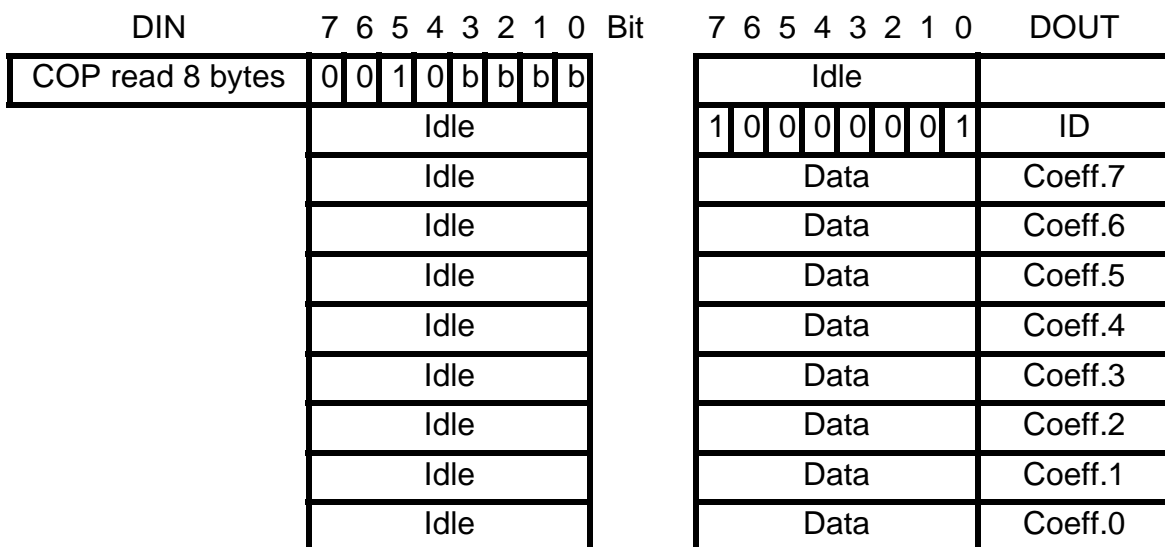 DIN 7 6 5 4 3 2 1 0 Bit 7 6 5 4 3 2 1 0 DOUT
COP read 8 bytes 0 0 1 0 b b b b Idle
Idle 1 0 0 0 0 0 0 1 ID
Idle Data Coeff.7
Idle Data Coeff.6
Idle Data Coeff.5
Idle Data Coeff.4
Idle Data Coeff.3
Idle Data Coeff.2
Idle Data Coeff.1
Idle Data Coeff.0